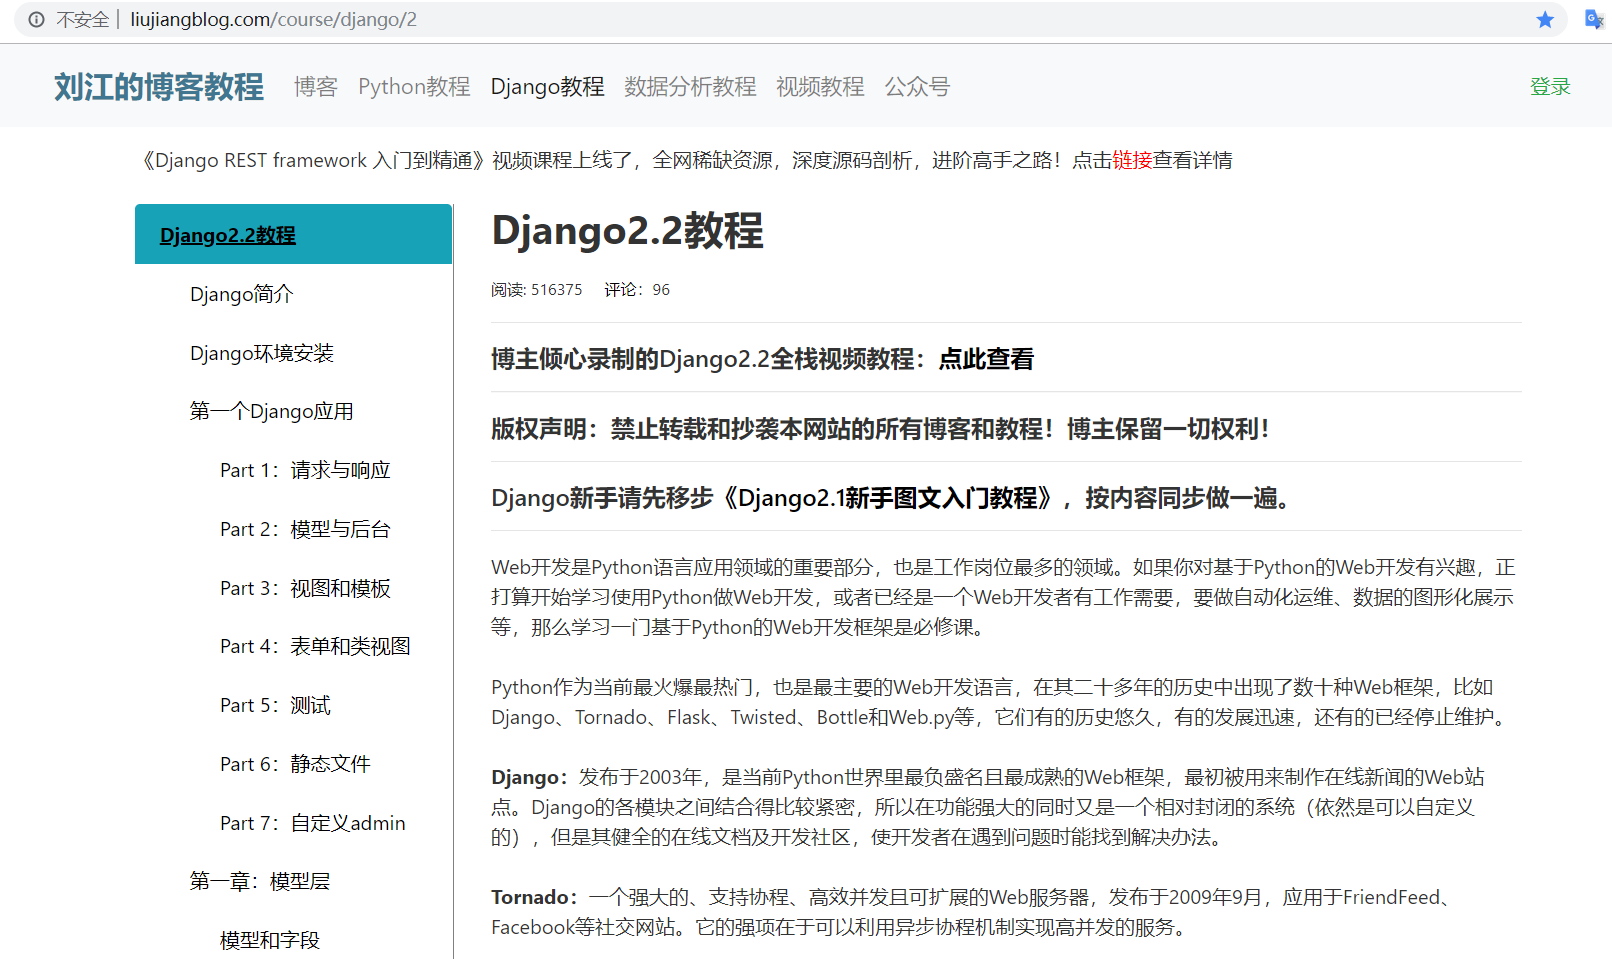 不安全 | liujiangblog.com/course/django/2
刘江的博客教程 博客 Python教程 Django教程 数据分析教程 视频教程 公众号 登录
《Django REST framework 入门到精通》视频课程上线了，全网稀缺资源，深度源码剖析，进阶高手之路！点击链接查看详情
Django2.2教程
Django简介
Django环境安装
第一个Django应用
Part 1：请求与响应
Part 2：模型与后台
Part 3：视图和模板
Part 4：表单和类视图
Part 5：测试
Part 6：静态文件
Part 7：自定义admin
第一章：模型层
模型和字段
Django2.2教程
阅读: 516375 评论：96
博主倾心录制的Django2.2全栈视频教程：点此查看
版权声明：禁止转载和抄袭本网站的所有博客和教程！博主保留一切权利！
Django新手请先移步《Django2.1新手图文入门教程》，按内容同步做一遍。
Web开发是Python语言应用领域的重要部分，也是工作岗位最多的领域。如果你对基于Python的Web开发有兴趣，正
打算开始学习使用Python做Web开发，或者已经是一个Web开发者有工作需要，要做自动化运维、数据的图形化展示
等，那么学习一门基于Python的Web开发框架是必修课。
Python作为当前最火爆最热门，也是最主要的Web开发语言，在其二十多年的历史中出现了数十种Web框架，比如
Django、Tornado、Flask、Twisted、Bottle和Web.py等，它们有的历史悠久，有的发展迅速，还有的已经停止维护。
Django：发布于2003年，是当前Python世界里最负盛名且最成熟的Web框架，最初被用来制作在线新闻的Web站
点。Django的各模块之间结合得比较紧密，所以在功能强大的同时又是一个相对封闭的系统（依然是可以自定义
的），但是其健全的在线文档及开发社区，使开发者在遇到问题时能找到解决办法。
Tornado：一个强大的、支持协程、高效并发且可扩展的Web服务器，发布于2009年9月，应用于FriendFeed、
Facebook等社交网站。它的强项在于可以利用异步协程机制实现高并发的服务。